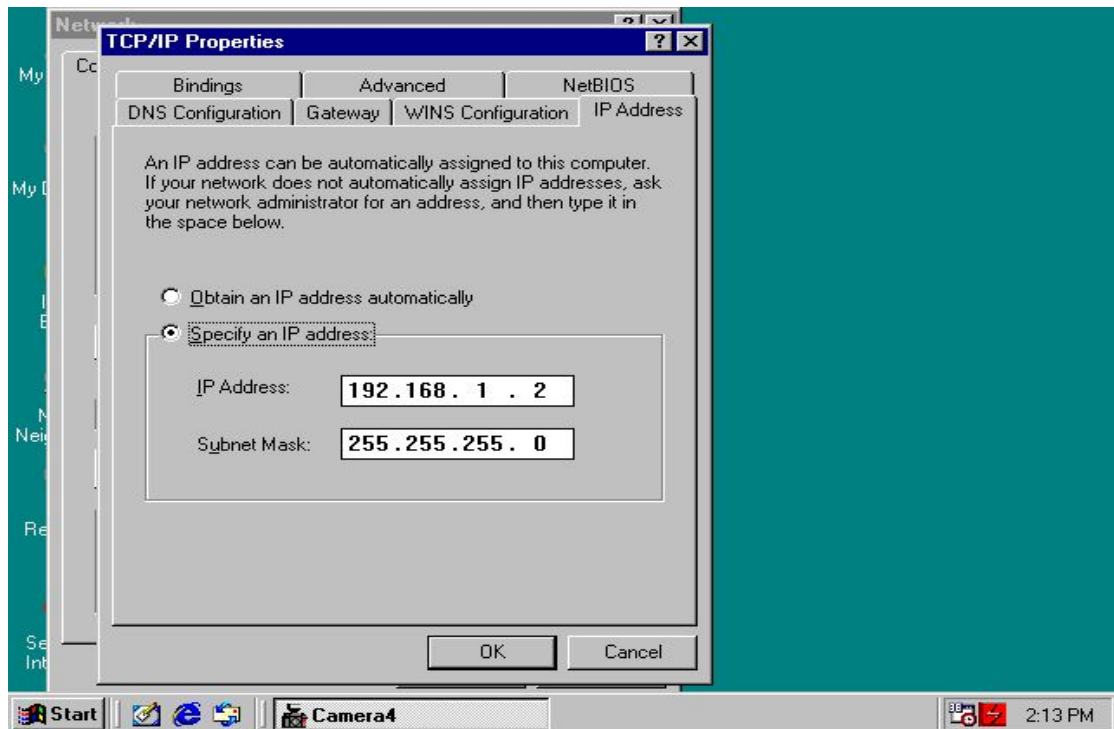 TCP/IP Properties
Bindings
Advanced
NetBIOS
DNS Configuration
Gateway
WINS Configuration
IP Address
An IP address can be automatically assigned to this computer.
If your network does not automatically assign IP addresses, ask
your network administrator for an address, and then type it in
the space below.
Obtain an IP address automatically
Specify an IP address:
IP Address:
192.168. 1 . 2
Subnet Mask:
255.255.255. 0
OK
Cancel
My
Start
Camera4
2:13 PM